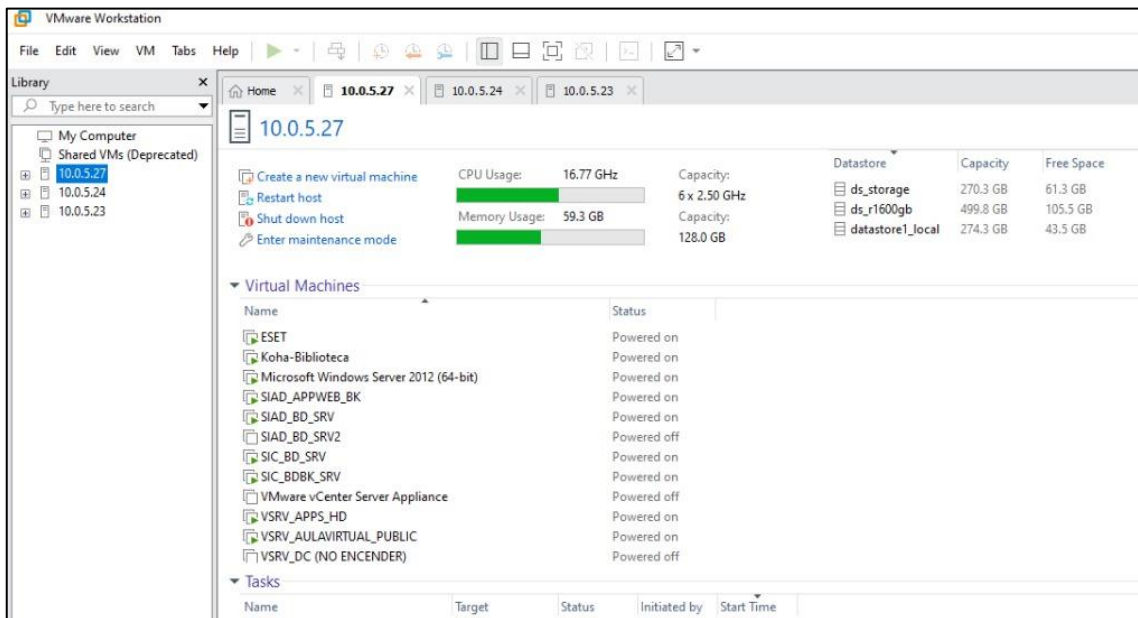 VMware Workstation
File Edit View VM Tabs Help
Library
Type here to search
My Computer
Shared VMs (Deprecated)
10.0.5.27
10.0.5.24
10.0.5.23
Home 10.0.5.27 10.0.5.24 10.0.5.23
10.0.5.27
Create a new virtual machine
Restart host
Shut down host
Enter maintenance mode
CPU Usage: 16.77 GHz
Memory Usage: 59.3 GB
Capacity:
6 x 2.50 GHz
Capacity:
128.0 GB
Datastore Capacity Free Space
ds_storage 270.3 GB 61.3 GB
ds_r1600gb 499.8 GB 105.5 GB
datastore1_local 274.3 GB 43.5 GB
Virtual Machines
Name Status
ESET Powered on
Koha-Biblioteca Powered on
Microsoft Windows Server 2012 (64-bit) Powered on
SIAD_APPWEB_BK Powered on
SIAD_BD_SRV Powered on
SIAD_BD_SRV2 Powered off
SIC_BD_SRV Powered on
SIC_BDBK_SRV Powered on
VMware vCenter Server Appliance Powered off
VSRV_APPS_HD Powered on
VSRV_AULAVIRTUAL_PUBLIC Powered on
VSRV_DC (NO ENCENDER) Powered off
Tasks
Name Target Status Initiated by Start Time